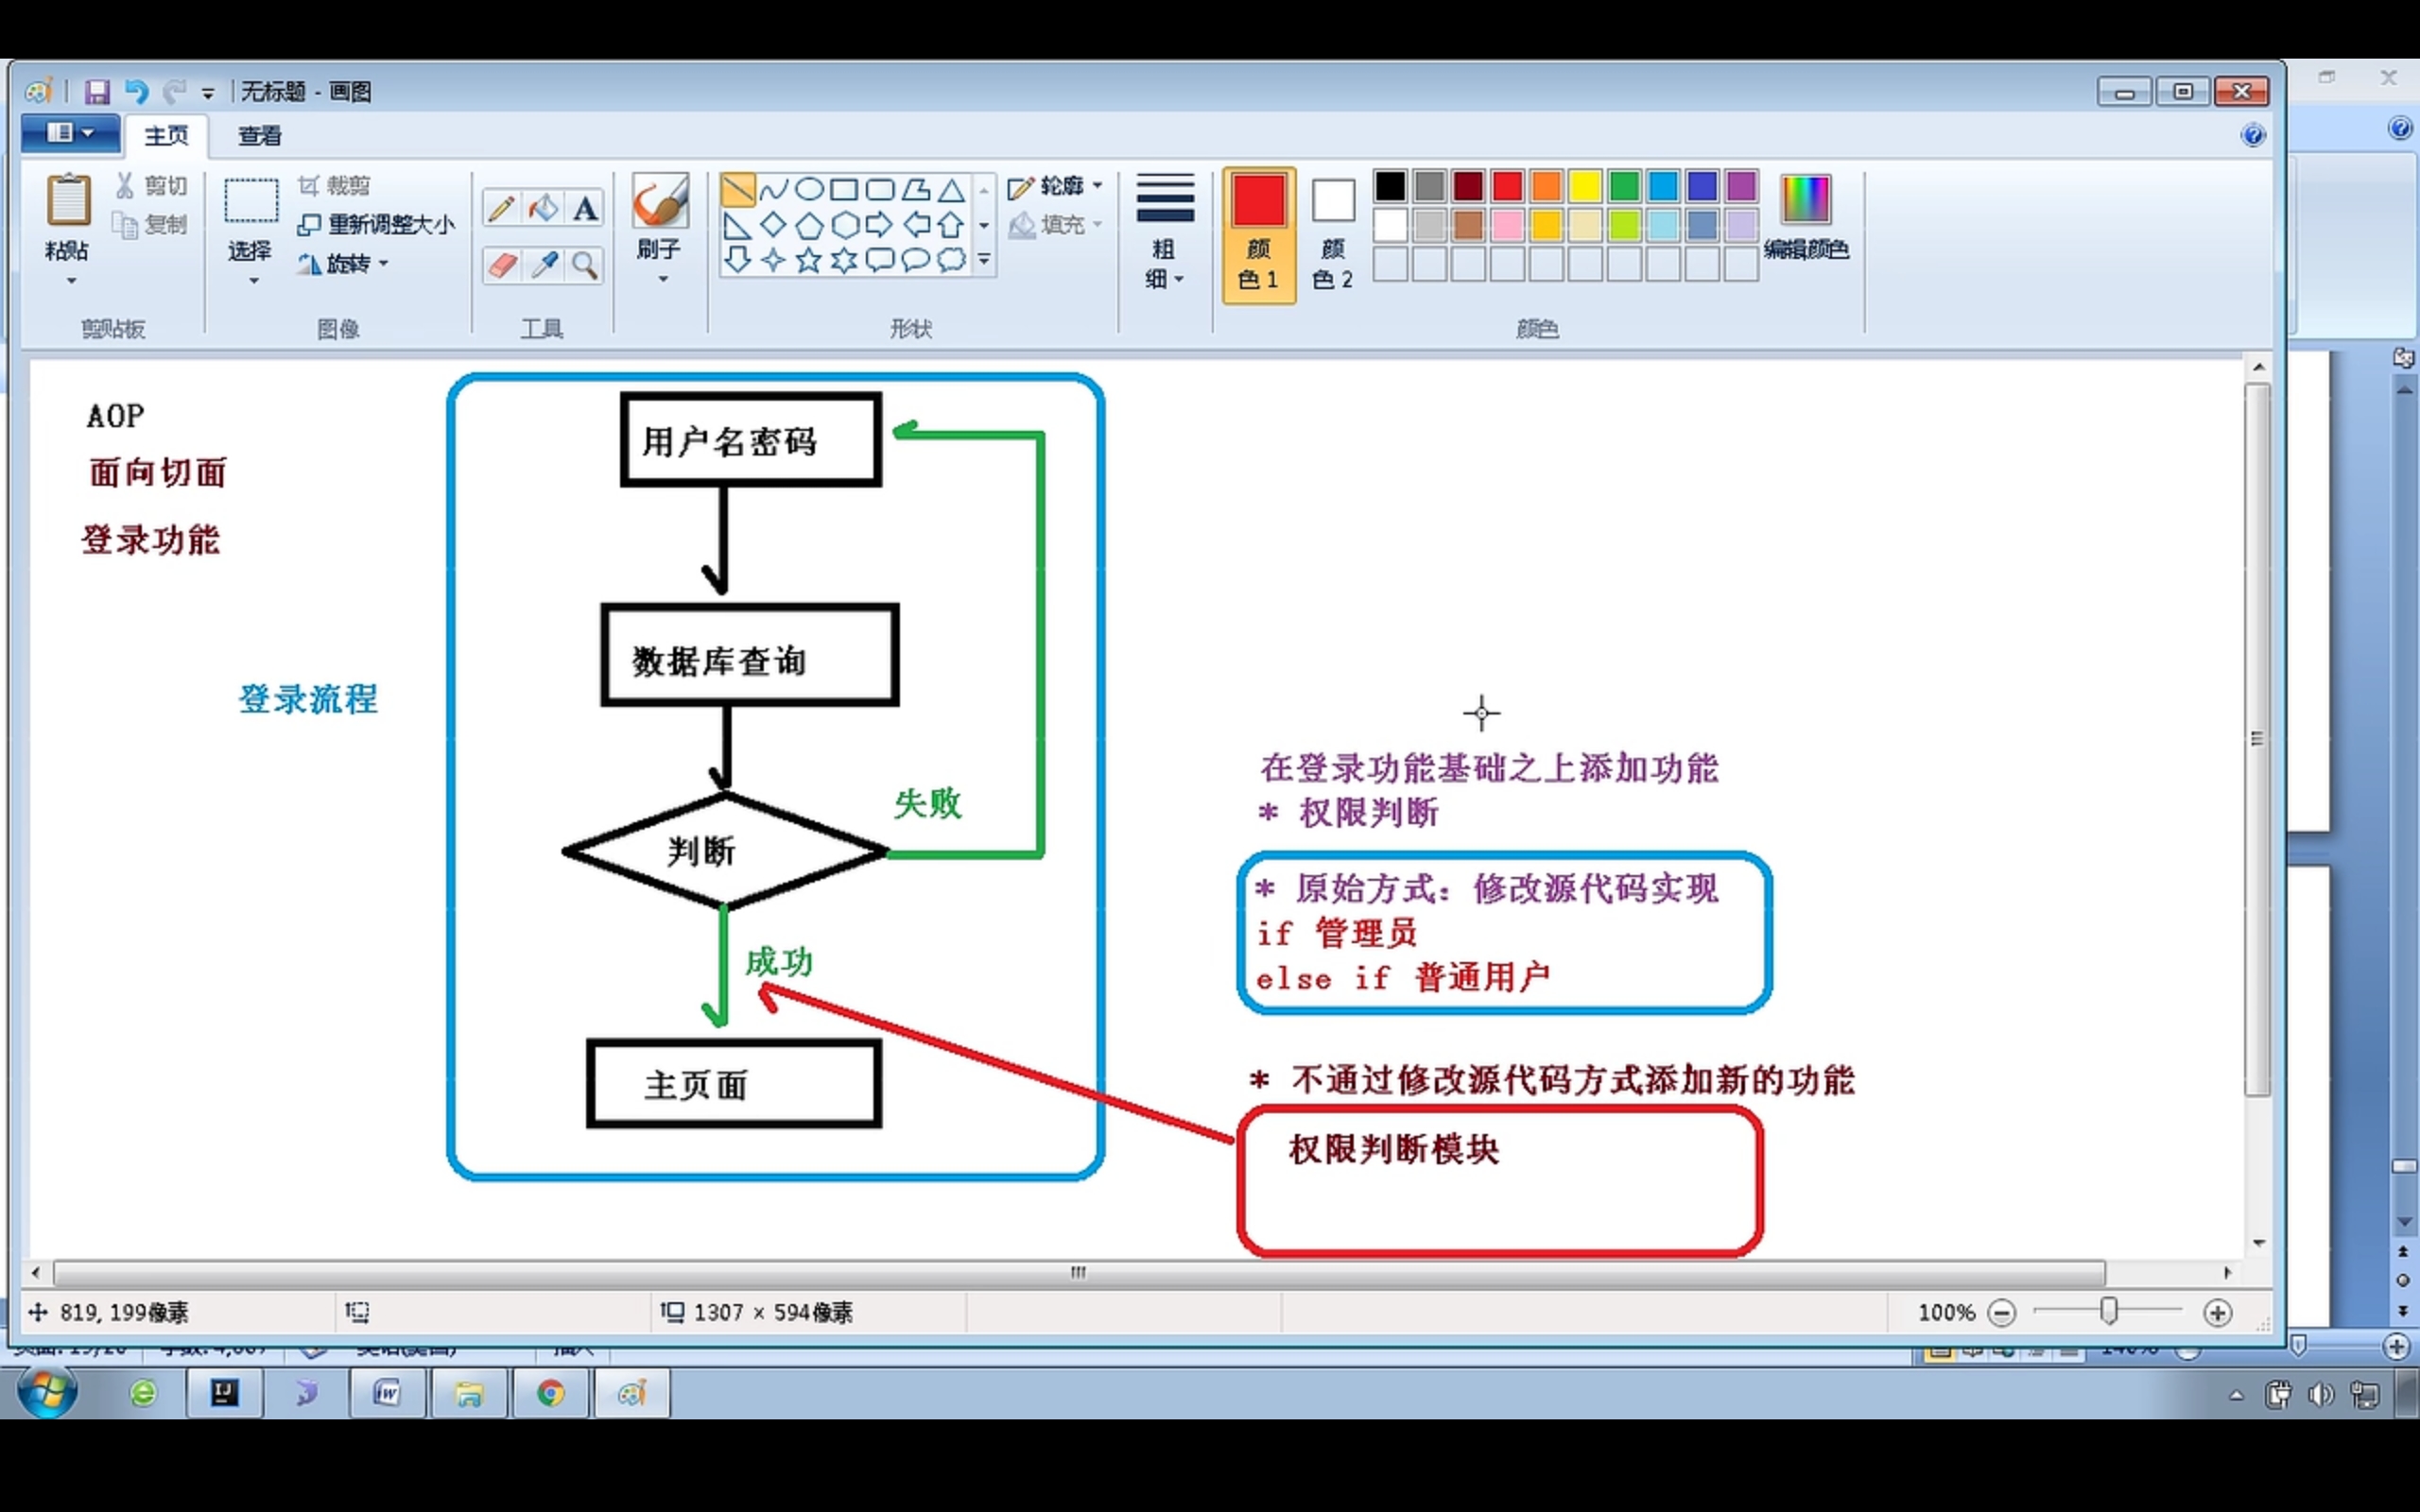 无标题 - 画图
主页
查看
粘贴
剪切
复制
剪贴板
选择
裁剪
重新调整大小
旋转
图像
A
工具
刷子
形状
轮廓
填充
粗细
颜色 1
颜色 2
编辑颜色
颜色
AOP
面向切面
登录功能
登录流程
用户名密码
数据库查询
判断
失败
成功
主页面
在登录功能基础之上添加功能
* 权限判断
* 原始方式：修改源代码实现
if 管理员
else if 普通用户
* 不通过修改源代码方式添加新的功能
权限判断模块
819, 199像素
1307 × 594像素
100%